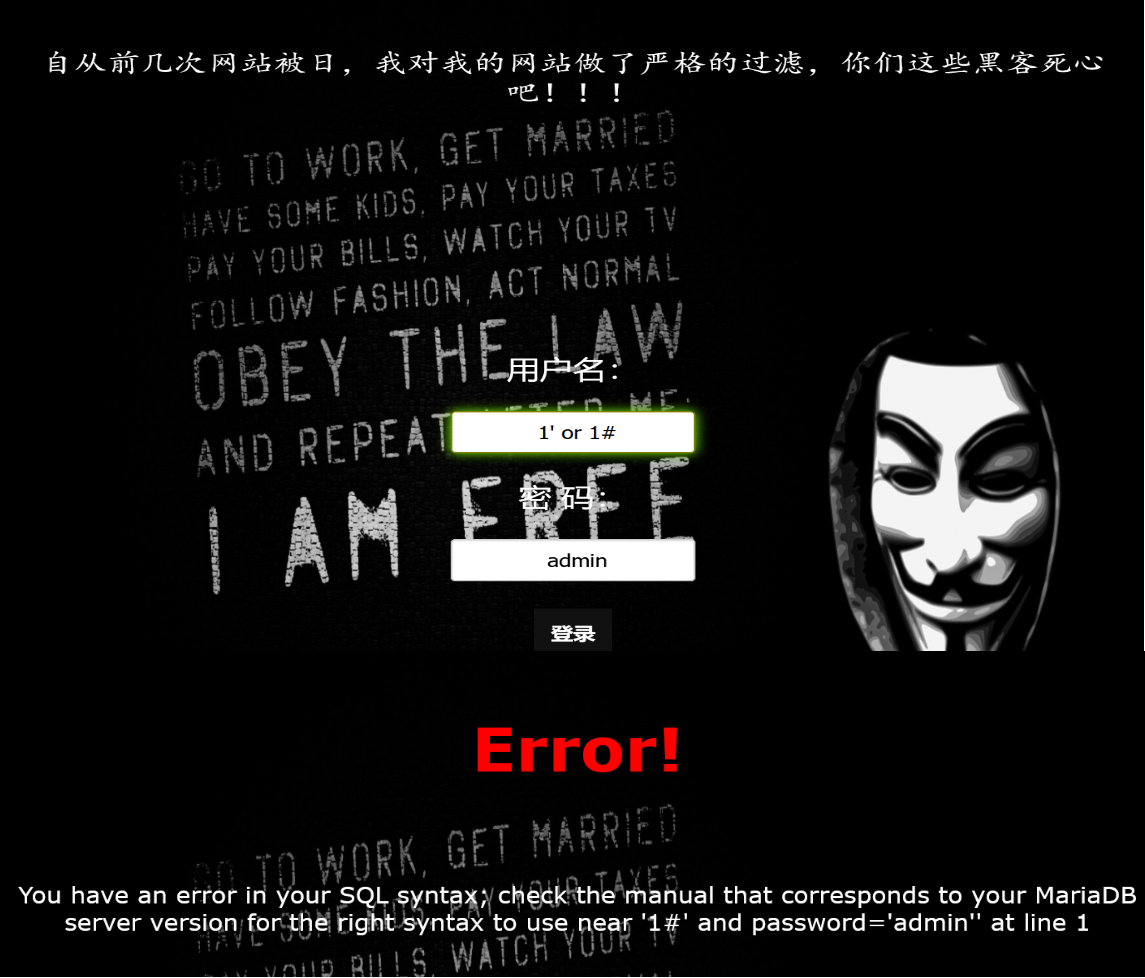 自从前几次网站被日，我对我的网站做了严格的过滤，你们这些黑客死心
吧！！！
GO TO WORK, GET MARRIED
HAVE SOME KIDS, PAY YOUR TAXES
PAY YOUR BILLS, WATCH YOUR TV
FOLLOW FASHION, ACT NORMAL
OBEY THE LAW
AND REPEAT AFTER ME:
I AM FREE
用户名：
1' or 1#
密 码：
admin
登录
Error!
GO TO WORK, GET MARRIED
You have an error in your SQL syntax; check the manual that corresponds to your MariaDB
server version for the right syntax to use near '1#' and password='admin'' at line 1
HAVE SOME KIDS, PAY YOUR TAXES
PAY YOUR BILLS, WATCH YOUR TV